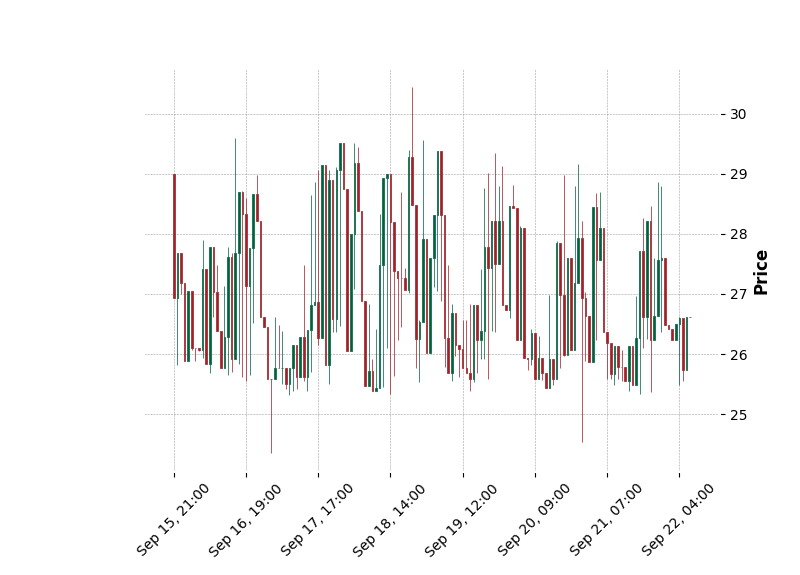 30
29
28
27
26
25
Price
Sep 15, 21:00
Sep 16, 19:00
Sep 17, 17:00
Sep 18, 14:00
Sep 19, 12:00
Sep 20, 09:00
Sep 21, 07:00
Sep 22, 04:00